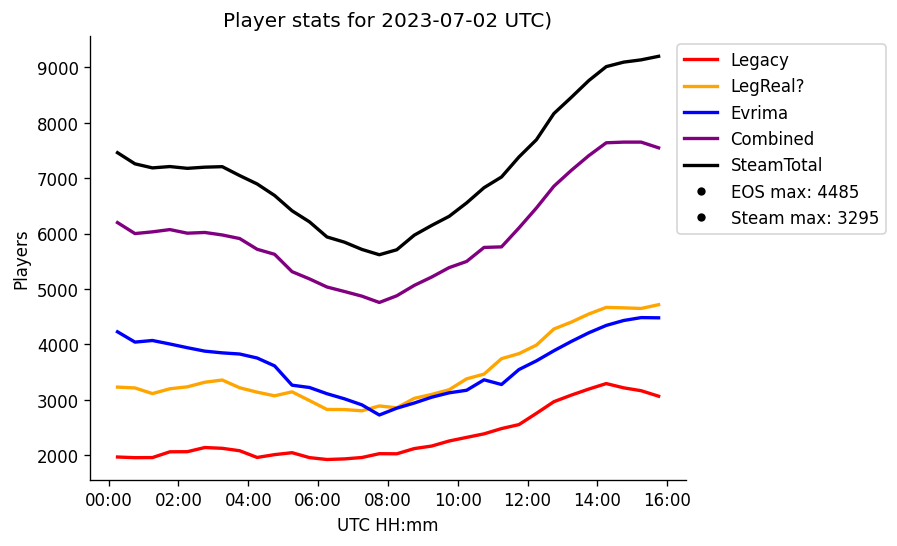 Player stats for 2023-07-02 UTC)
Players
9000
8000
7000
6000
5000
4000
3000
2000
00:00 02:00 04:00 06:00 08:00 10:00 12:00 14:00 16:00
UTC HH:mm
Legacy
LegReal?
Evrima
Combined
SteamTotal
EOS max: 4485
Steam max: 3295